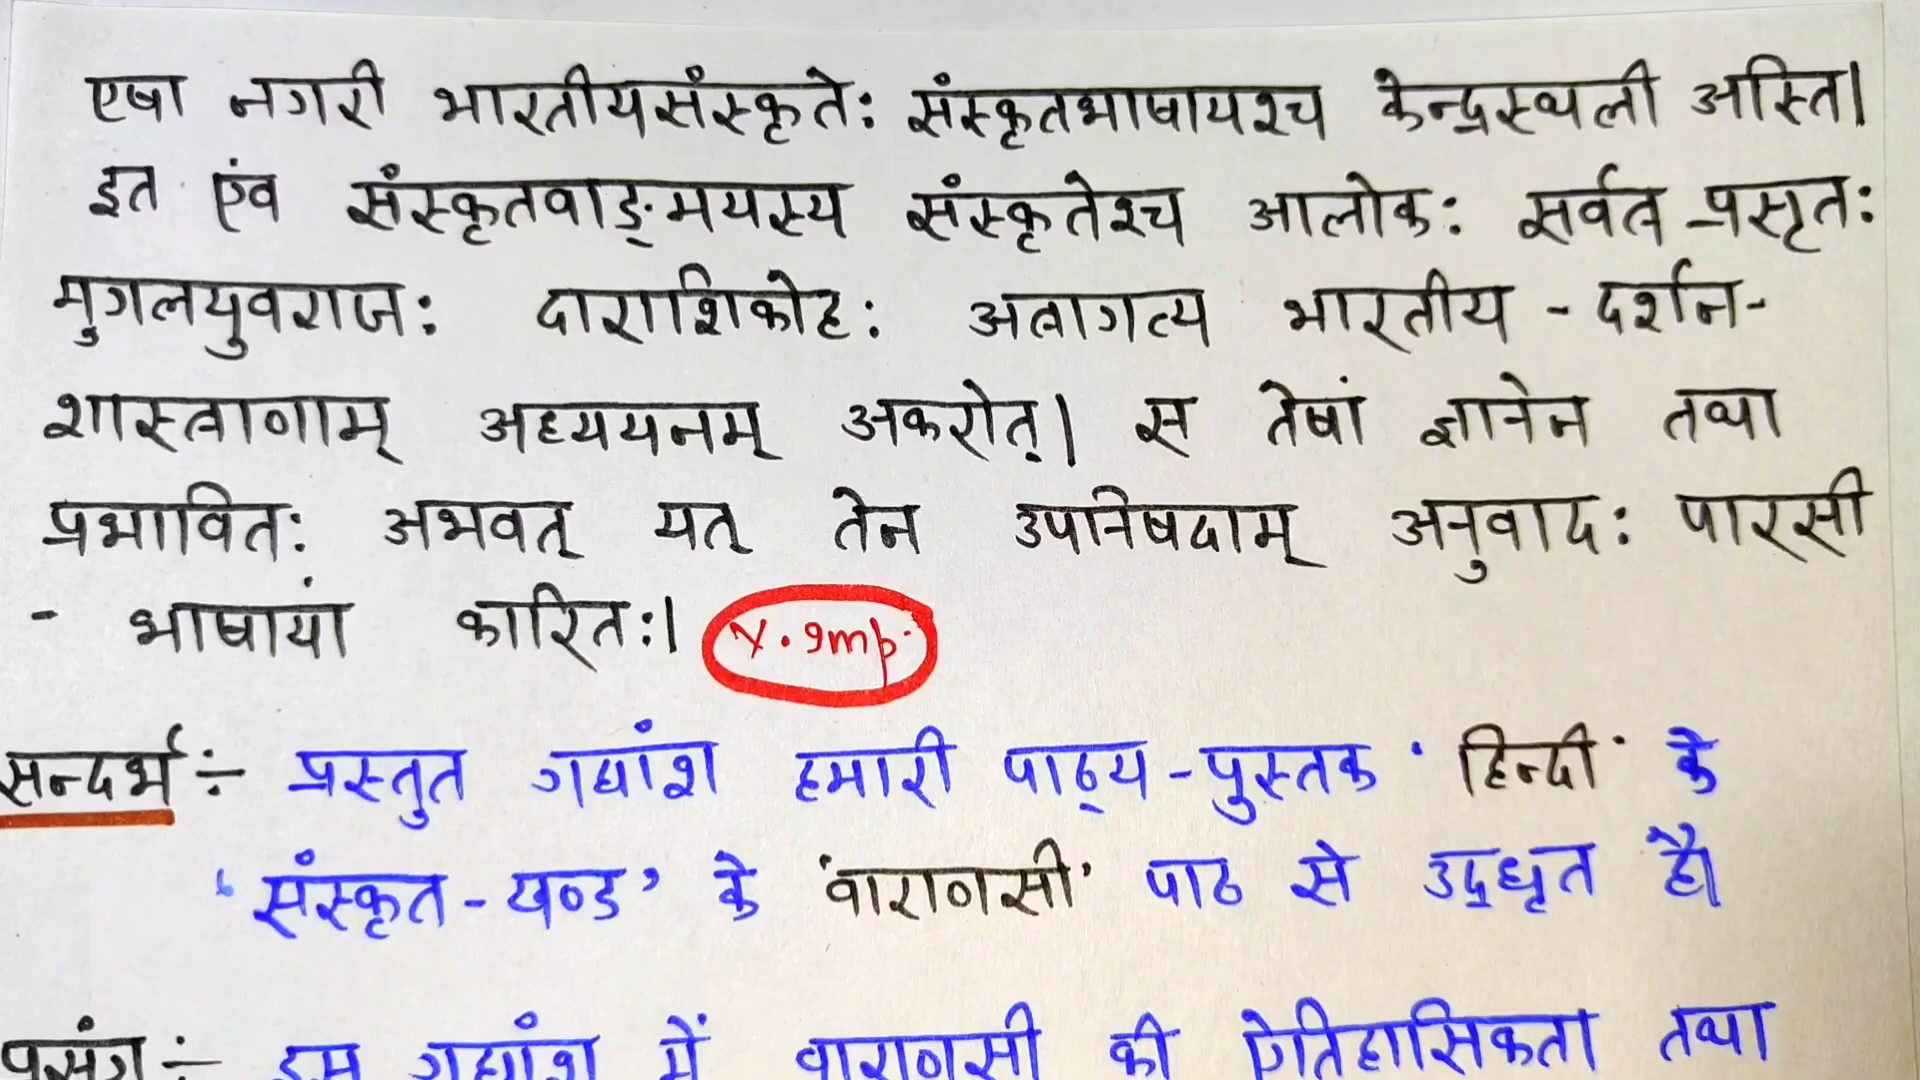 एषा नगरी भारतीयसंस्कृते: संस्कृतभाषायश्च केन्द्रस्थली अस्ति।
इत एंव संस्कृतवाङ्मयस्य संस्कृतेश्च आलोक: सर्वत्र प्रसृत:
मुगलयुवराज: दाराशिकोह: अत्रागत्य भारतीय - दर्शन-
शास्त्राणाम् अध्ययनम् अकरोत्। स तेषां ज्ञानेन तथा
प्रभावित: अभवत् यत् तेन उपनिषदाम् अनुवाद: पारसी
- भाषायां कारित:। V.Imp.
सन्दर्भ :- प्रस्तुत गद्यांश हमारी पाठ्य-पुस्तक 'हिन्दी' के
'संस्कृत-खण्ड' के 'वाराणसी' पाठ से उद्धृत है।
प्रसंग :- इस गद्यांश में वाराणसी की ऐतिहासिकता तथा